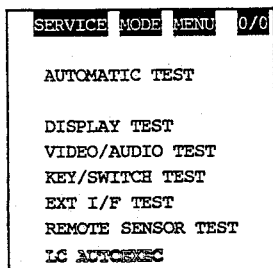 SERVICE MODE MENU 0/0
AUTOMATIC TEST
DISPLAY TEST
VIDEO/AUDIO TEST
KEY/SWITCH TEST
EXT I/F TEST
REMOTE SENSOR TEST
LC AUTOEXEC